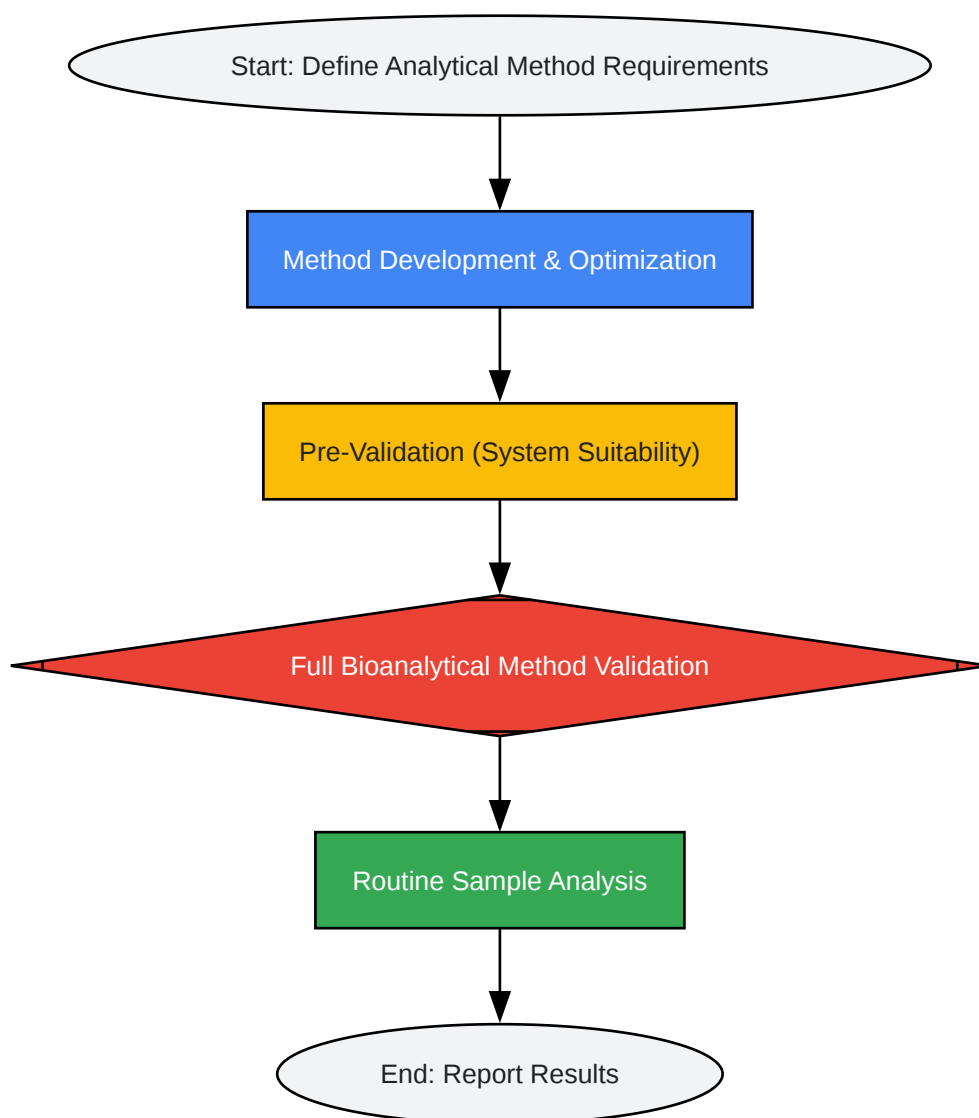 Start: Define Analytical Method Requirements
Method Development & Optimization
Pre-Validation (System Suitability)
Full Bioanalytical Method Validation
Routine Sample Analysis
End: Report Results